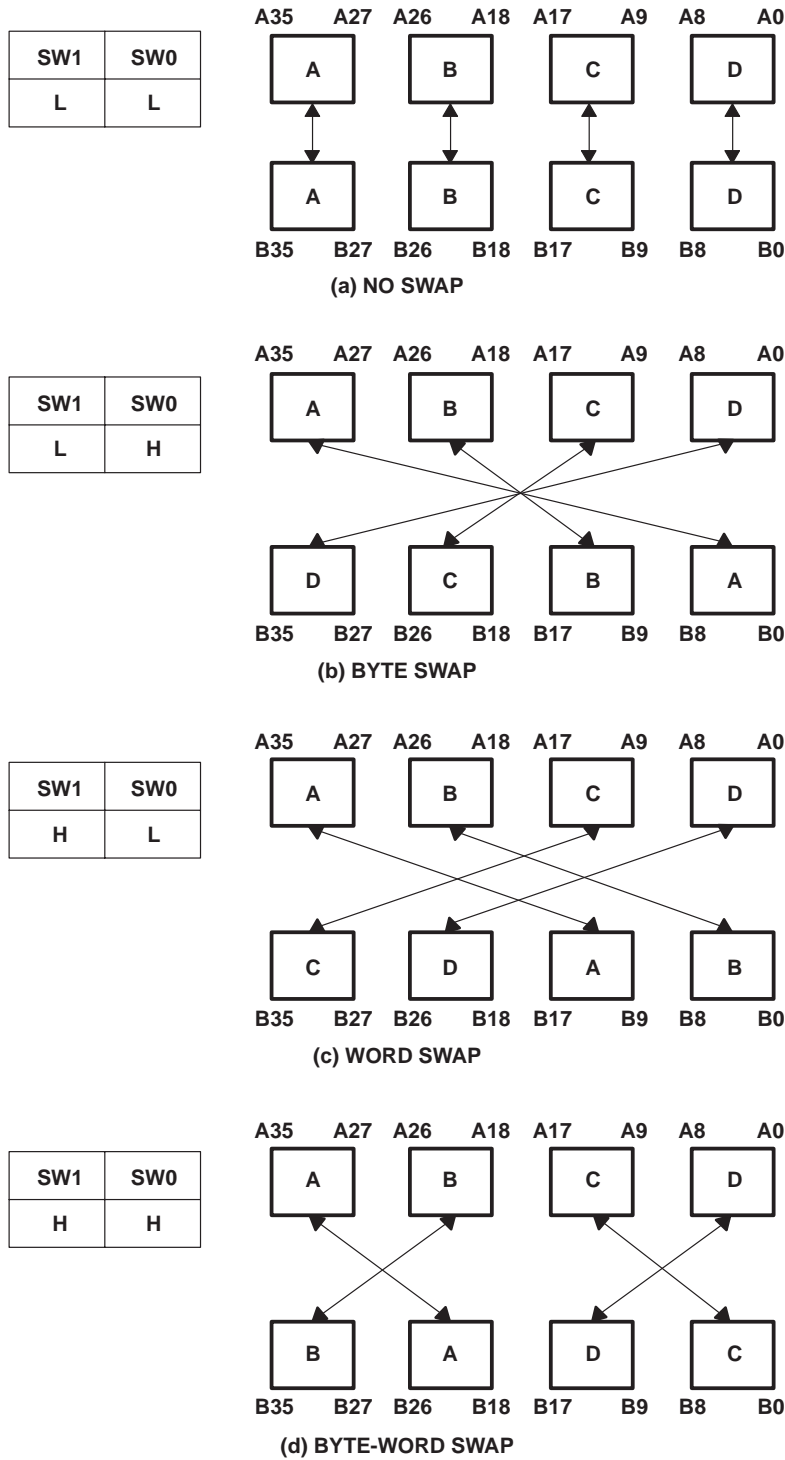 A35 A27 A26 A18 A17 A9 A8 A0
SW1 SW0
L L
A B C D
A B C D
B35 B27 B26 B18 B17 B9 B8 B0
(a) NO SWAP
A35 A27 A26 A18 A17 A9 A8 A0
SW1 SW0
L H
A B C D
D C B A
B35 B27 B26 B18 B17 B9 B8 B0
(b) BYTE SWAP
A35 A27 A26 A18 A17 A9 A8 A0
SW1 SW0
H L
A B C D
C D A B
B35 B27 B26 B18 B17 B9 B8 B0
(c) WORD SWAP
A35 A27 A26 A18 A17 A9 A8 A0
SW1 SW0
H H
A B C D
B A D C
B35 B27 B26 B18 B17 B9 B8 B0
(d) BYTE-WORD SWAP